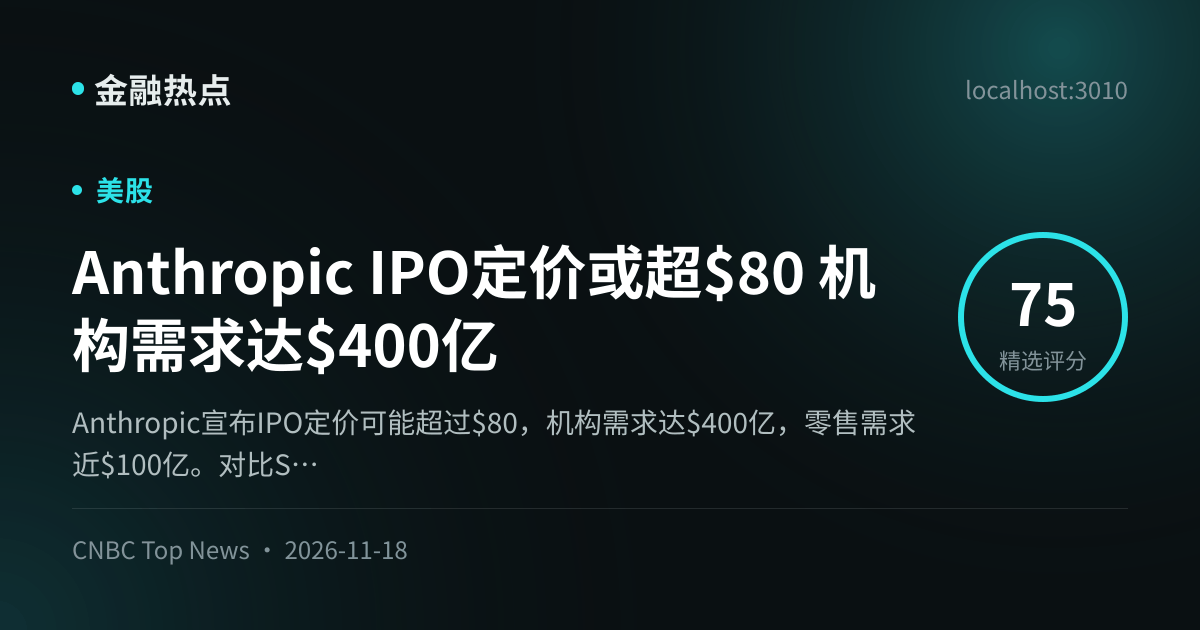 金融热点
localhost:3010
美股
Anthropic IPO定价或超$80 机
构需求达$400亿
75
精选评分
Anthropic宣布IPO定价可能超过$80，机构需求达$400亿，零售需求
近$100亿。对比S…
CNBC Top News · 2026-11-18